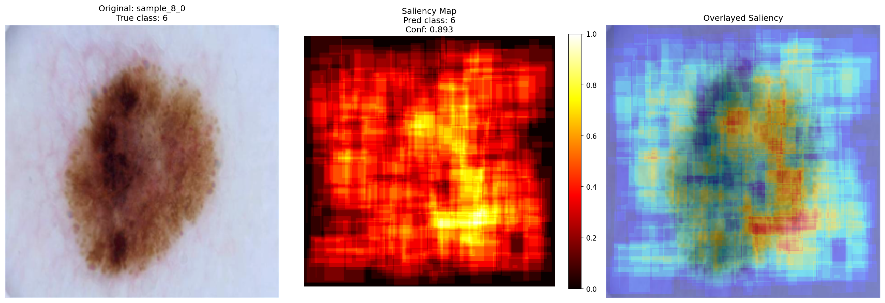 Original: sample_8_0
True class: 6
Saliency Map
Pred class: 6
Conf: 0.893
Overlayed Saliency
1.0
0.8
0.6
0.4
0.2
0.0